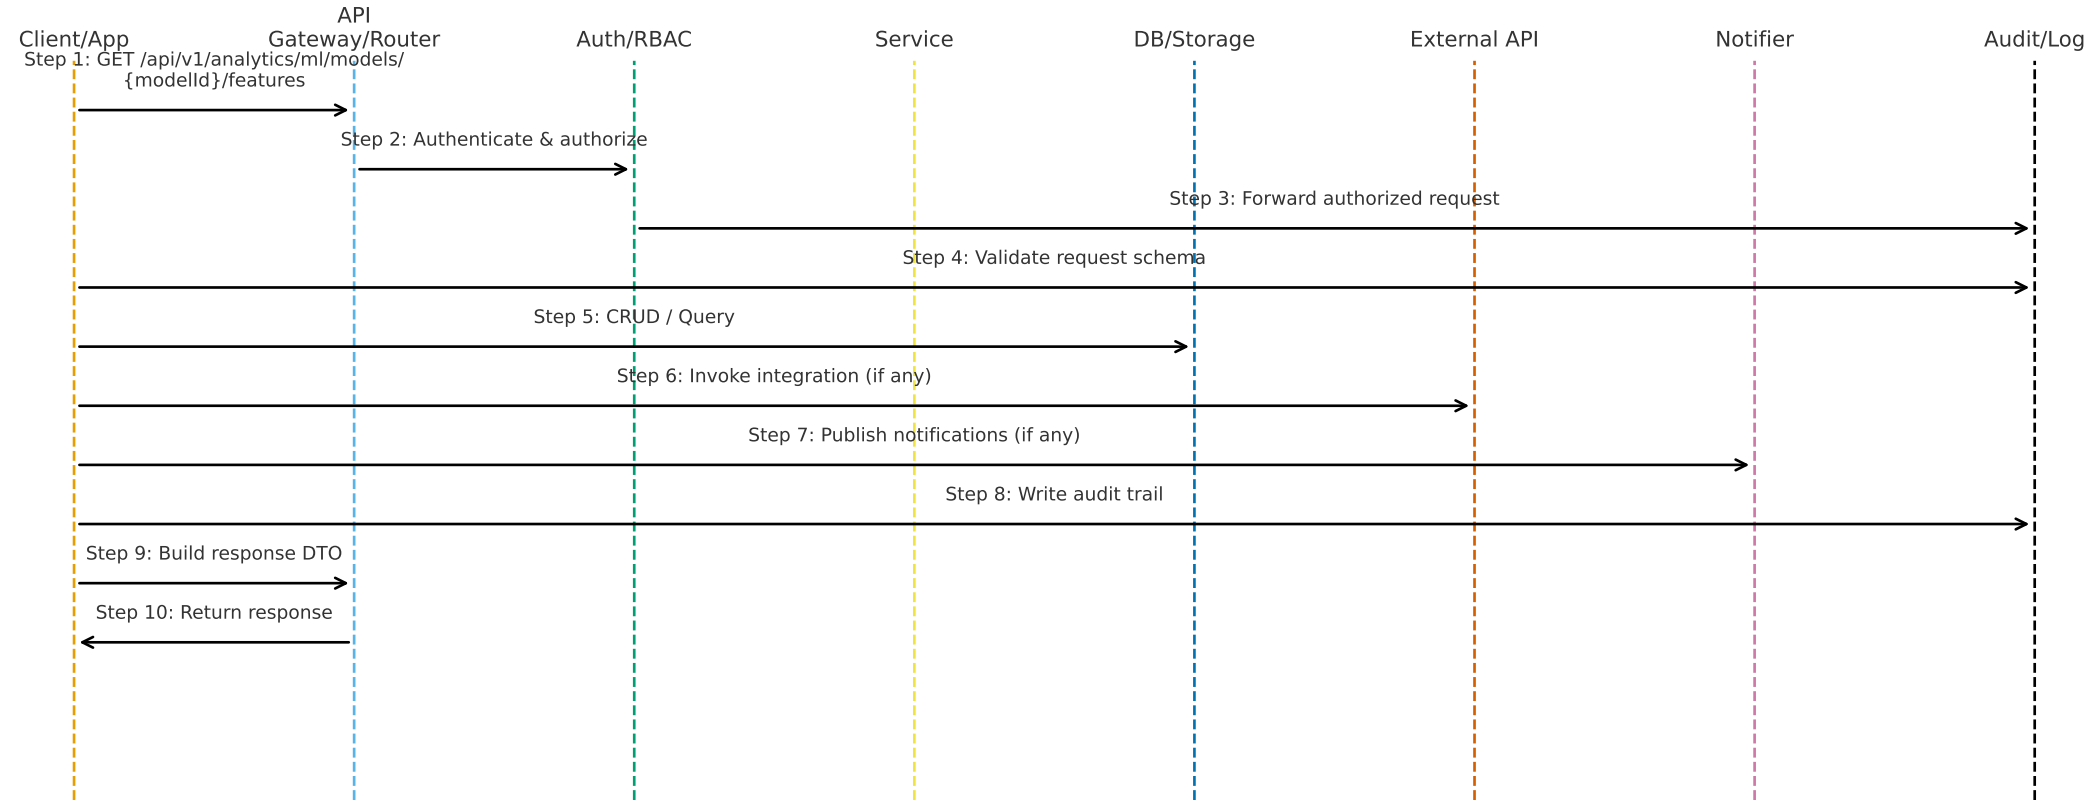 API
Client/App
Gateway/Router
Auth/RBAC
Service
DB/Storage
External API
Notifier
Audit/Log
Step 1: GET /api/v1/analytics/ml/models/
{modelId}/features
Step 2: Authenticate & authorize
Step 3: Forward authorized request
Step 4: Validate request schema
Step 5: CRUD / Query
Step 6: Invoke integration (if any)
Step 7: Publish notifications (if any)
Step 8: Write audit trail
Step 9: Build response DTO
Step 10: Return response